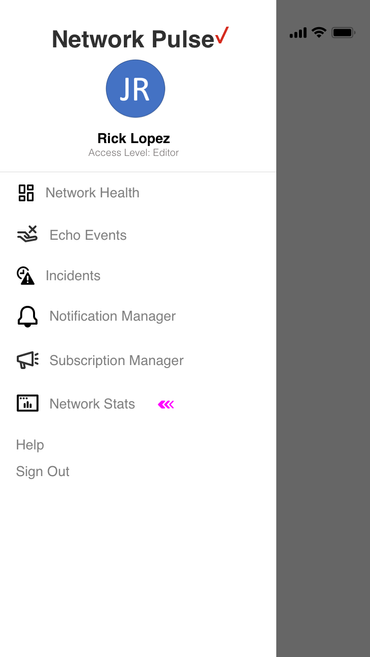 Network Pulse✓
JR
Rick Lopez
Access Level: Editor
Network Health
Echo Events
Incidents
Notification Manager
Subscription Manager
Network Stats
Help
Sign Out